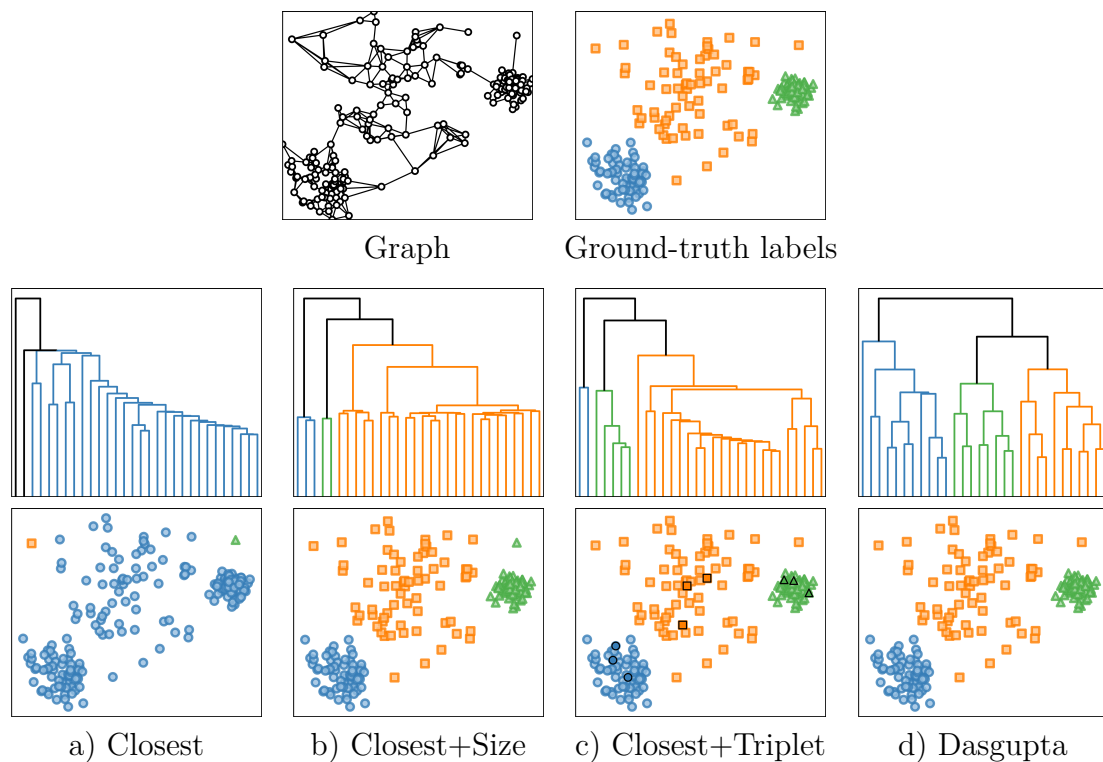 Graph
Ground-truth labels
a) Closest
b) Closest+Size
c) Closest+Triplet
d) Dasgupta